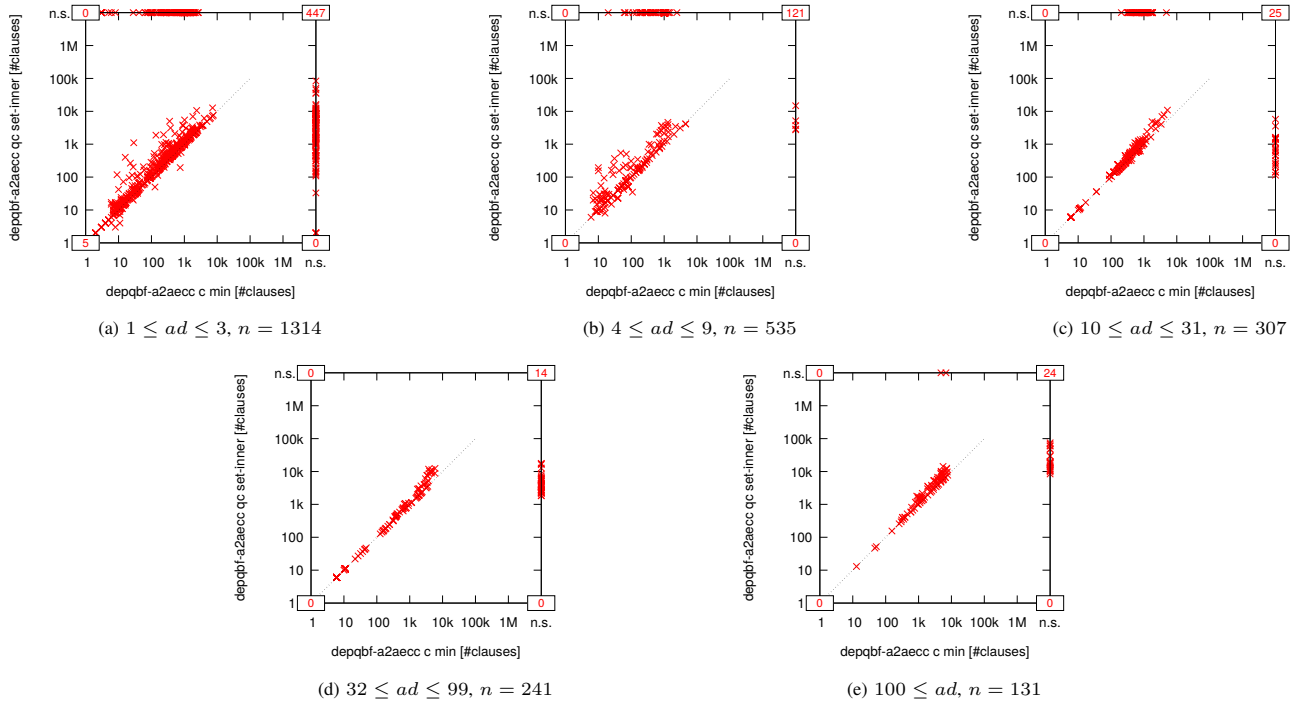 n.s.
0
447
1M
100k
10k
1k
100
10
1
5
0
1 10 100 1k 10k 100k 1M n.s.
depqbf-a2aecc qc set-inner [#clauses]
depqbf-a2aecc c min [#clauses]
(a) 1 ≤ ad ≤ 3, n = 1314
n.s.
0
121
1M
100k
10k
1k
100
10
1
0
0
1 10 100 1k 10k 100k 1M n.s.
depqbf-a2aecc qc set-inner [#clauses]
depqbf-a2aecc c min [#clauses]
(b) 4 ≤ ad ≤ 9, n = 535
n.s.
0
25
1M
100k
10k
1k
100
10
1
0
0
1 10 100 1k 10k 100k 1M n.s.
depqbf-a2aecc qc set-inner [#clauses]
depqbf-a2aecc c min [#clauses]
(c) 10 ≤ ad ≤ 31, n = 307
n.s.
0
14
1M
100k
10k
1k
100
10
1
0
0
1 10 100 1k 10k 100k 1M n.s.
depqbf-a2aecc qc set-inner [#clauses]
depqbf-a2aecc c min [#clauses]
(d) 32 ≤ ad ≤ 99, n = 241
n.s.
0
24
1M
100k
10k
1k
100
10
1
0
0
1 10 100 1k 10k 100k 1M n.s.
depqbf-a2aecc qc set-inner [#clauses]
depqbf-a2aecc c min [#clauses]
(e) 100 ≤ ad, n = 131